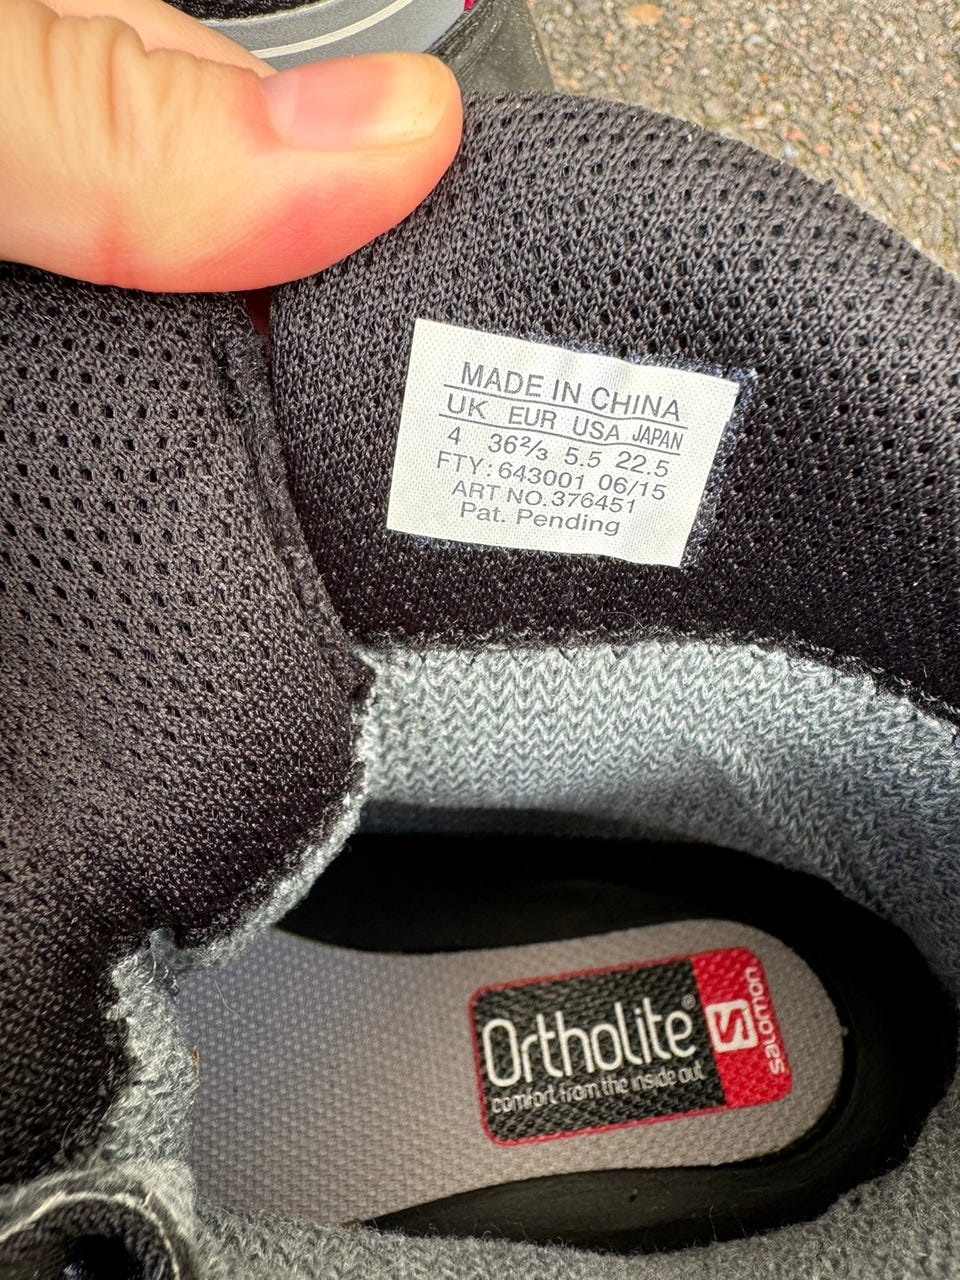 MADE IN CHINA
UK EUR USA JAPAN
4 36⅔ 5.5 22.5
FTY: 643001 06/15
ART NO. 376451
Pat. Pending
Ortholite®
comfort from the inside out
S
salomon